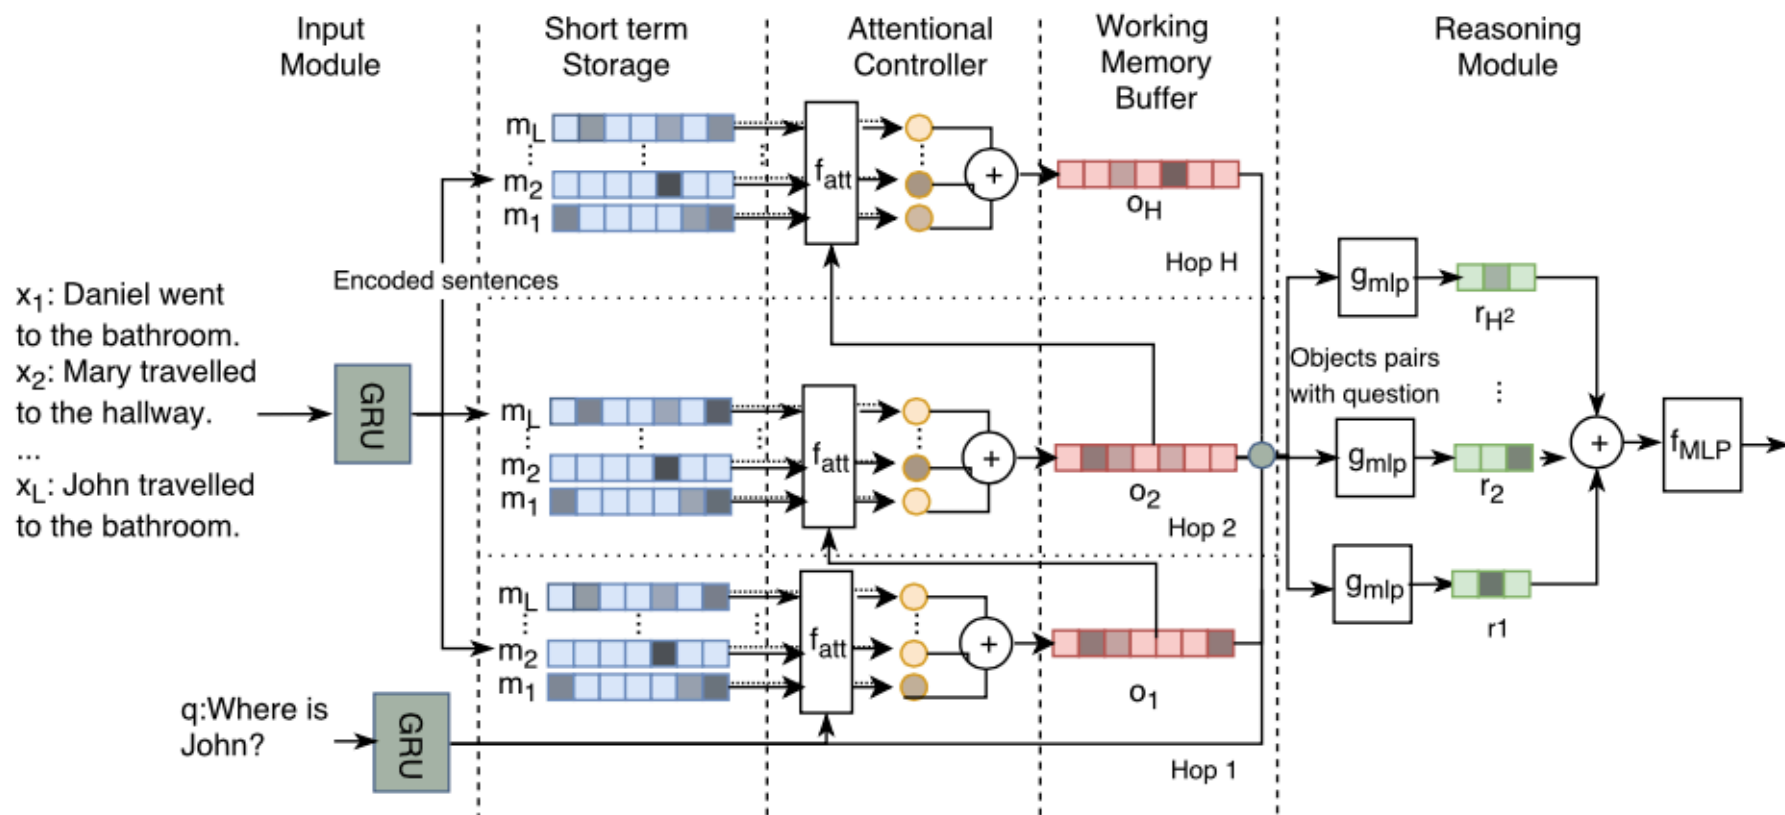 Input
Module
Short term
Storage
Attentional
Controller
Working
Memory
Buffer
Reasoning
Module
x1: Daniel went
to the bathroom.
x2: Mary travelled
to the hallway.
...
xL: John travelled
to the bathroom.
GRU
Encoded sentences
q:Where is
John?
GRU
mL
m2
m1
fatt
+
oH
Hop H
mL
m2
m1
fatt
+
o2
Hop 2
mL
m2
m1
fatt
+
o1
Hop 1
gmlp
rH2
Objects pairs
with question
gmlp
r2
gmlp
r1
+
fMLP